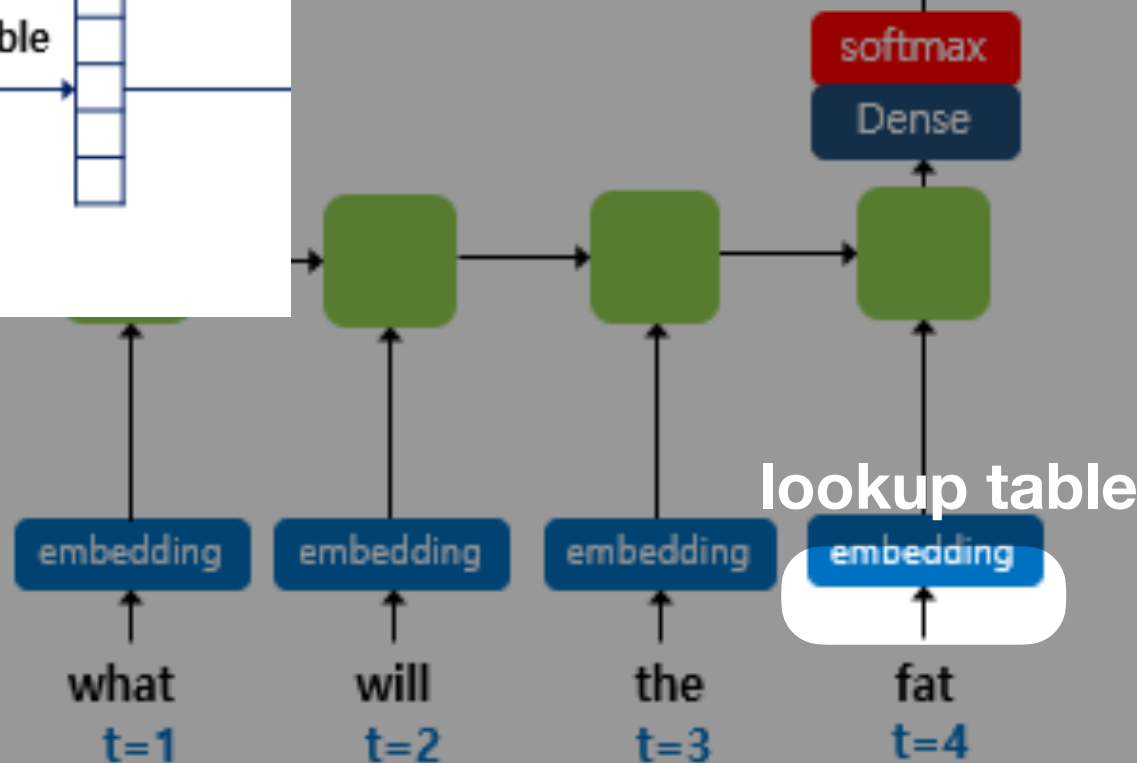 ble
softmax
Dense
lookup table
embedding embedding embedding embedding
what will the fat
t=1 t=2 t=3 t=4